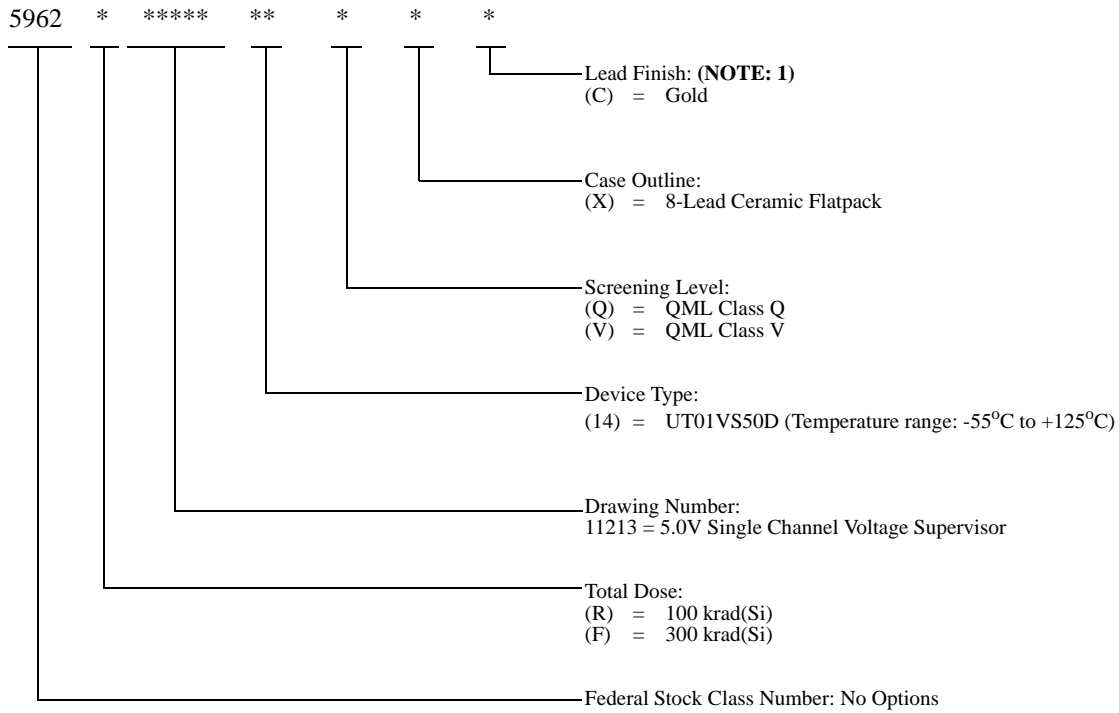 5962 * ***** ** * * *
Lead Finish: (NOTE: 1)
(C) = Gold
Case Outline:
(X) = 8-Lead Ceramic Flatpack
Screening Level:
(Q) = QML Class Q
(V) = QML Class V
Device Type:
(14) = UT01VS50D (Temperature range: -55oC to +125oC)
Drawing Number:
11213 = 5.0V Single Channel Voltage Supervisor
Total Dose:
(R) = 100 krad(Si)
(F) = 300 krad(Si)
Federal Stock Class Number: No Options